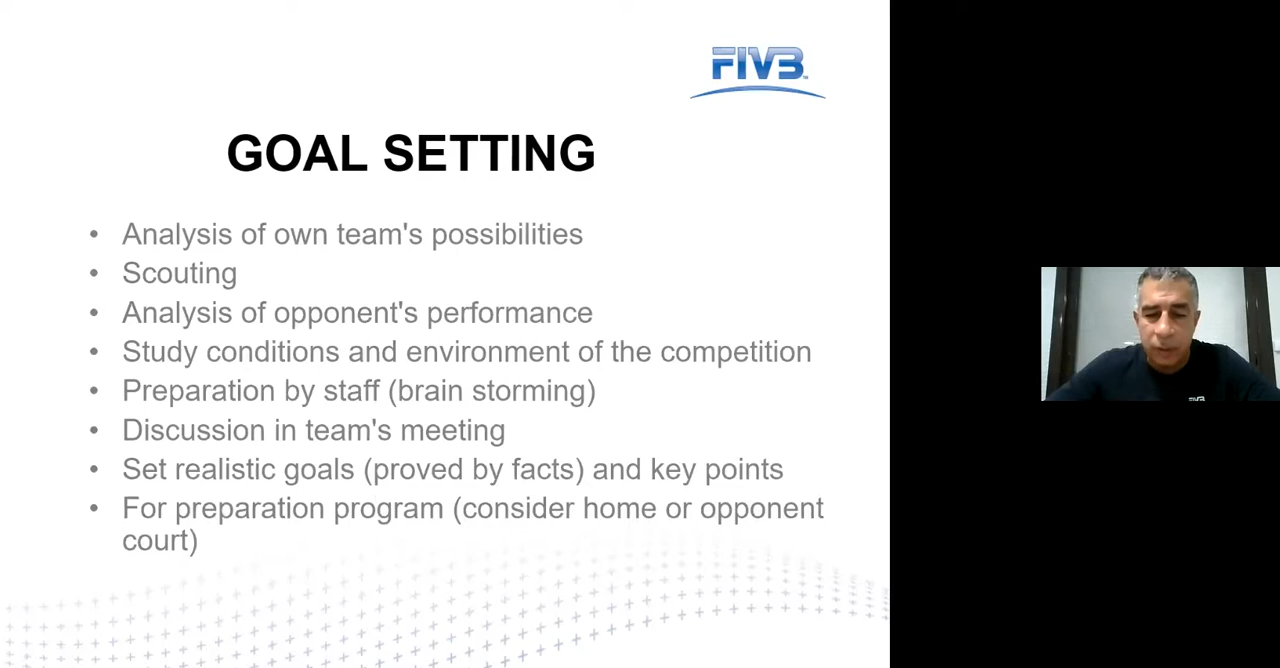 FIVB
GOAL SETTING
• Analysis of own team's possibilities
• Scouting
• Analysis of opponent's performance
• Study conditions and environment of the competition
• Preparation by staff (brain storming)
• Discussion in team's meeting
• Set realistic goals (proved by facts) and key points
• For preparation program (consider home or opponent
court)
FIVB